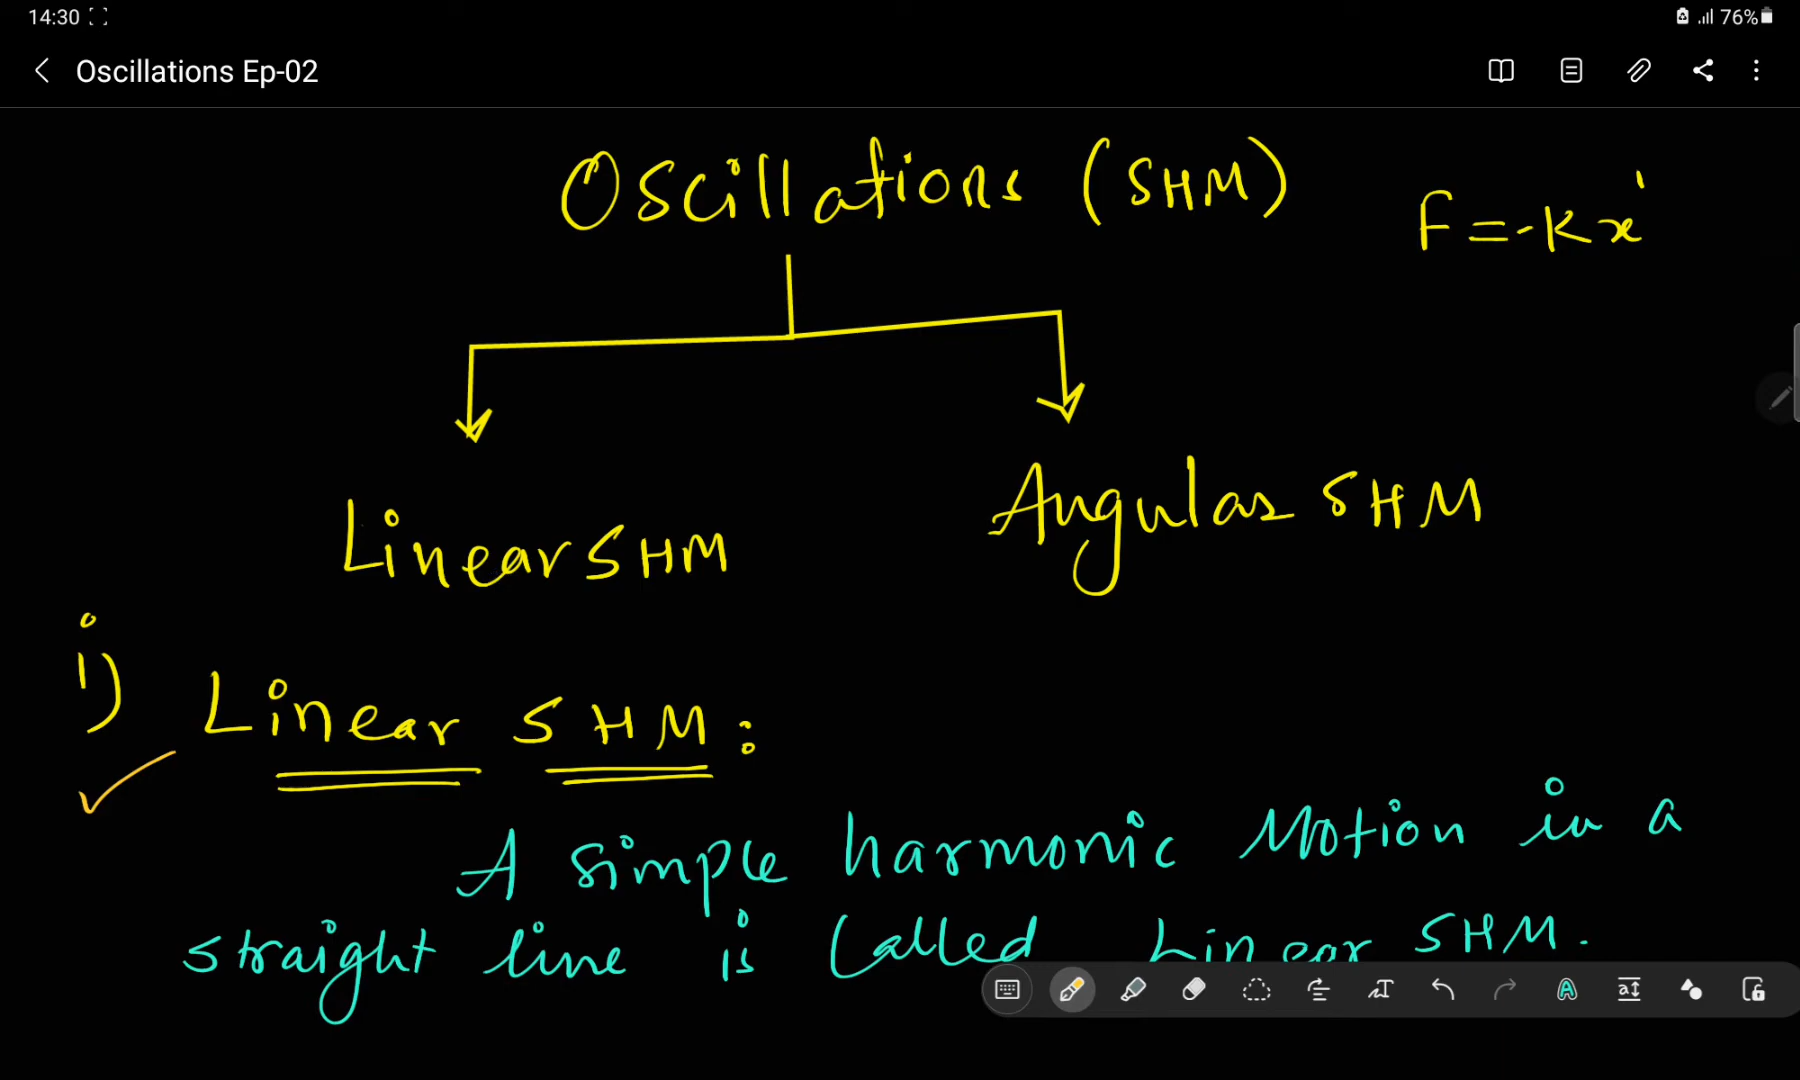 14:30
76%
Oscillations Ep-02
Oscillations (SHM)
F = -Kx¹
Linear SHM
Angular SHM
i) Linear SHM:
A simple harmonic Motion in a
straight line is Called Linear SHM.